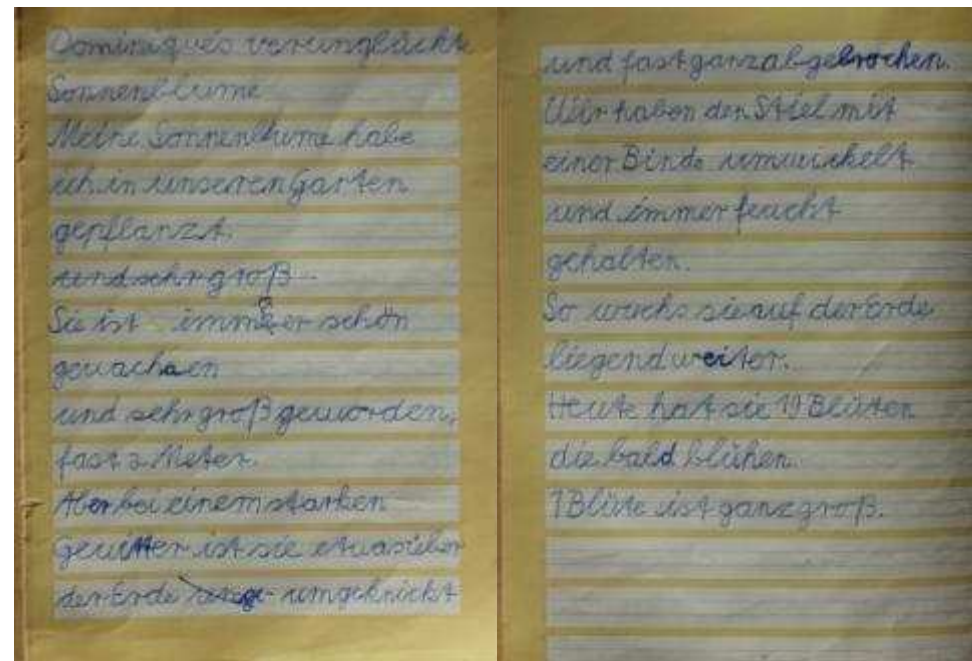 Dominiques verunglückte
Sonnenblume
Meine Sonnenblume habe
ich in unseren Garten
gepflanzt.
und sehr groß
Sie ist immer schön
gewachsen
und sehr groß geworden,
fast 2 Meter.
Aber bei einem starken
Gewitter ist sie etwas über
der Erde umge- umgeknickt
und fast ganz abgebrochen.
Wir haben den Stiel mit
einer Binde umwickelt
und immer feucht
gehalten.
So wuchs sie auf der Erde
liegend weiter.
Heute hat sie 19 Blüten
die bald blühen.
1 Blüte ist ganz groß.